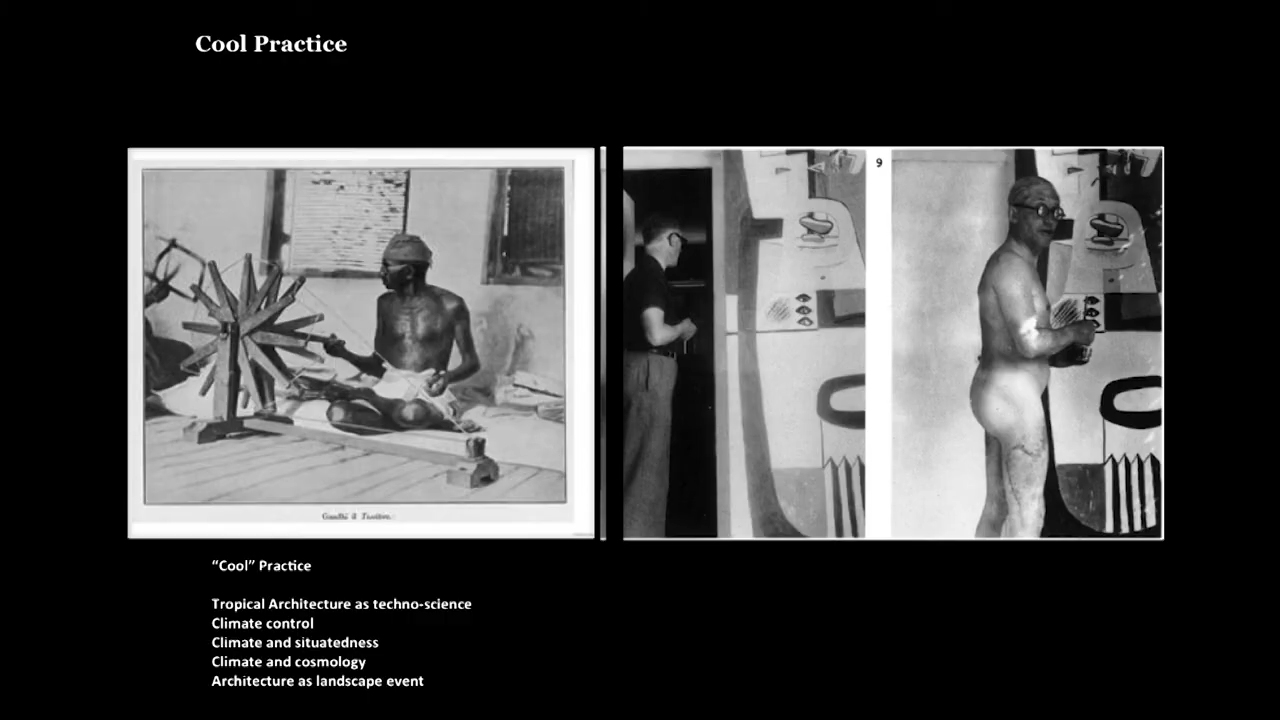 Cool Practice
9
"Cool" Practice
Tropical Architecture as techno-science
Climate control
Climate and situatedness
Climate and cosmology
Architecture as landscape event